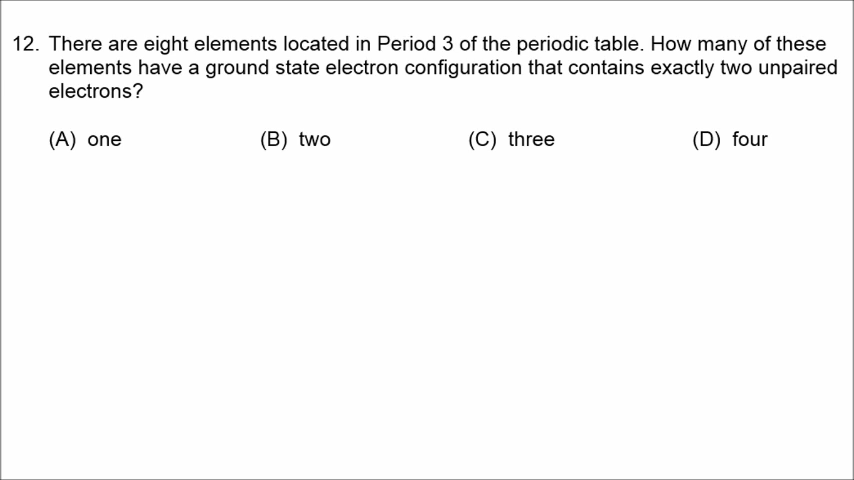 12. There are eight elements located in Period 3 of the periodic table. How many of these
elements have a ground state electron configuration that contains exactly two unpaired
electrons?
(A) one (B) two (C) three (D) four